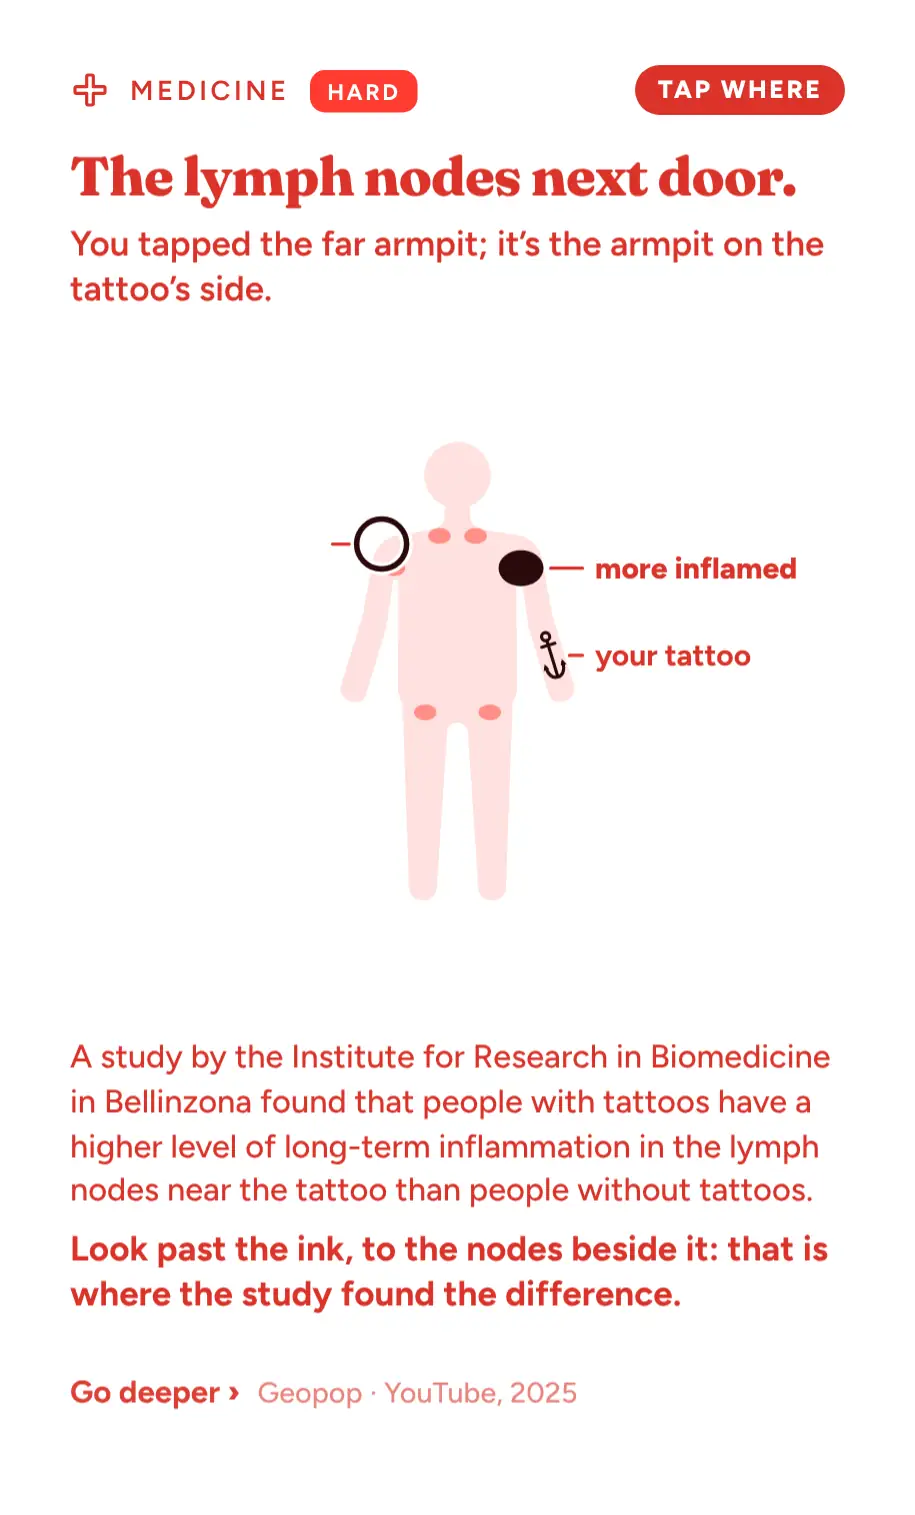 MEDICINE
HARD
TAP WHERE
The lymph nodes next door.
You tapped the far armpit; it’s the armpit on the
tattoo’s side.
more inflamed
your tattoo
A study by the Institute for Research in Biomedicine
in Bellinzona found that people with tattoos have a
higher level of long-term inflammation in the lymph
nodes near the tattoo than people without tattoos.
Look past the ink, to the nodes beside it: that is
where the study found the difference.
Go deeper › Geopop · YouTube, 2025